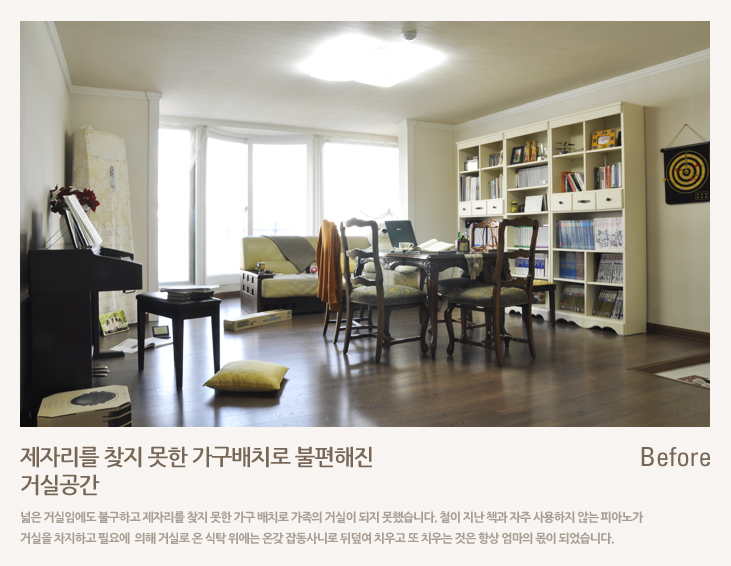 제자리를 찾지 못한 가구배치로 불편해진
거실공간
Before
넓은 거실임에도 불구하고 제자리를 찾지 못한 가구 배치로 가족의 거실이 되지 못했습니다. 철이 지난 책과 자주 사용하지 않는 피아노가
거실을 차지하고 필요에 의해 거실로 온 식탁 위에는 온갖 잡동사니로 뒤덮여 치우고 또 치우는 것은 항상 엄마의 몫이 되었습니다.